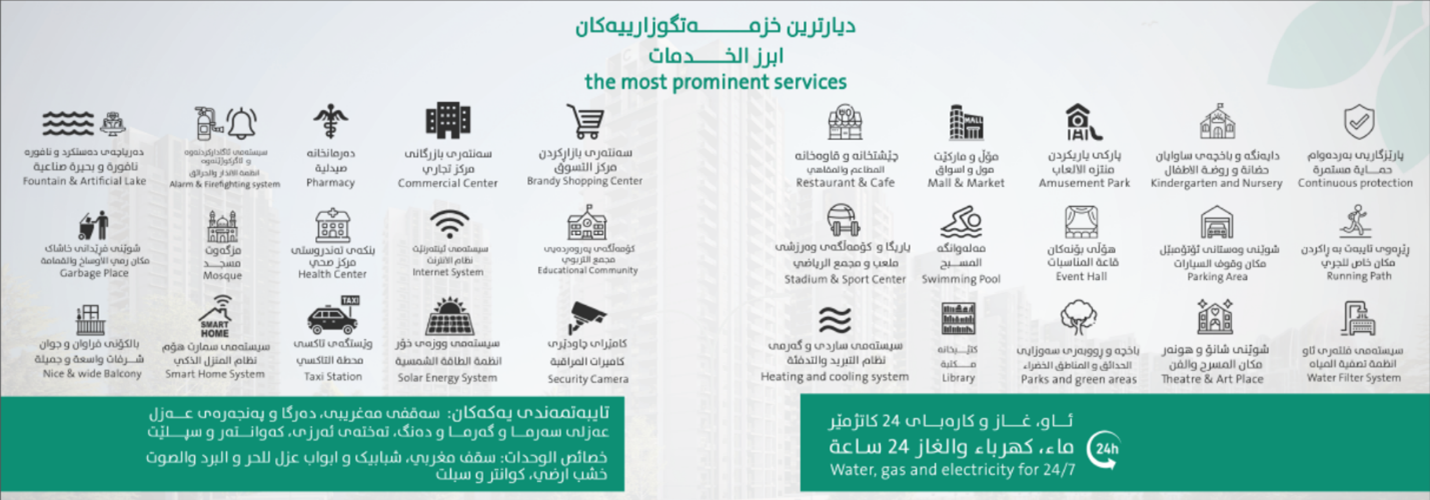 دیارترین خزمەتگوزارییەکان
ابرز الخدمات
the most prominent services
پارێزگاریی بەردەوام
حماية مستمرة
Continuous protection
دایەنگە و باخچەی ساوایان
حضانة و روضة الاطفال
Kindergarten and Nursery
پارکی یاریکردن
منتزه الالعاب
Amusement Park
MALL
مۆڵ و مارکێت
مول و اسواق
Mall & Market
چێشتخانە و قاوەخانە
المطاعم والمقاهي
Restaurant & Cafe
ڕێڕەوی تایبەت بە ڕاکردن
مكان خاص للجري
Running Path
شوێنی وەستانی ئۆتۆمبێل
مكان وقوف السيارات
Parking Area
هۆڵی بۆنەکان
قاعة المناسبات
Event Hall
مەلەوانگە
المسبح
Swimming Pool
یاریگا و کۆمەڵگەی وەرزشی
ملعب و مجمع الرياضي
Stadium & Sport Center
سیستەمی فلتەری ئاو
انظمة تصفية المياه
Water Filter System
شوێنی شانۆ و هونەر
مكان المسرح والفن
Theatre & Art Place
باخچە و ڕووبەری سەوزایی
الحدائق و المناطق الخضراء
Parks and green areas
کتێبخانە
مكتبة
Library
سیستەمی ساردی و گەرمی
نظام التبريد والتدفئة
Heating and cooling system
سەنتەری بازارکردن
مركز التسوق
Brandy Shopping Center
سەنتەری بازرگانی
مركز تجاري
Commercial Center
دەرمانخانە
صيدلية
Pharmacy
سیستەمی ئاگادارکردنەوە
و ئاگرکوژێنەوە
انظمة الانذار والحرائق
Alarm & Firefighting system
دەریاچەی دەستکرد و نافورە
نافورة و بحيرة صناعية
Fountain & Artificial Lake
کۆمەڵگەی پەروەردەیی
مجمع التربوي
Educational Community
سیستەمی ئینتەرنێت
نظام الانترنت
Internet System
بنکەی تەندروستی
مركز صحي
Health Center
مزگەوت
مسجد
Mosque
شوێنی فڕێدانی خاشاک
مكان رمي الاوساخ والقمامة
Garbage Place
کامێرای چاودێری
كاميرات المراقبة
Security Camera
سیستەمی ووزەی خۆر
انظمة الطاقة الشمسية
Solar Energy System
TAXI
وێستگەی تاکسی
محطة التاكسي
Taxi Station
SMART
HOME
سیستەمی سمارت هۆم
نظام المنزل الذكي
Smart Home System
باڵکۆنی فراوان و جوان
شرفات واسعة و جميلة
Nice & wide Balcony
ئاو، غاز و کارەبای 24 کاتژمێر
ماء، كهرباء والغاز 24 ساعة
Water, gas and electricity for 24/7
24h
تایبەتمەندی یەکەکان: سەقفی مەغریبی، دەرگا و پەنجەرەی عەزل
عەزلی سەرما و گەرما و دەنگ، تەختەی ئەرزی، کەوانتەر و سپلێت
خصائص الوحدات: سقف مغربي، شبابيك و ابواب عزل للحر و البرد والصوت
خشب ارضي، كوانتر و سبلت